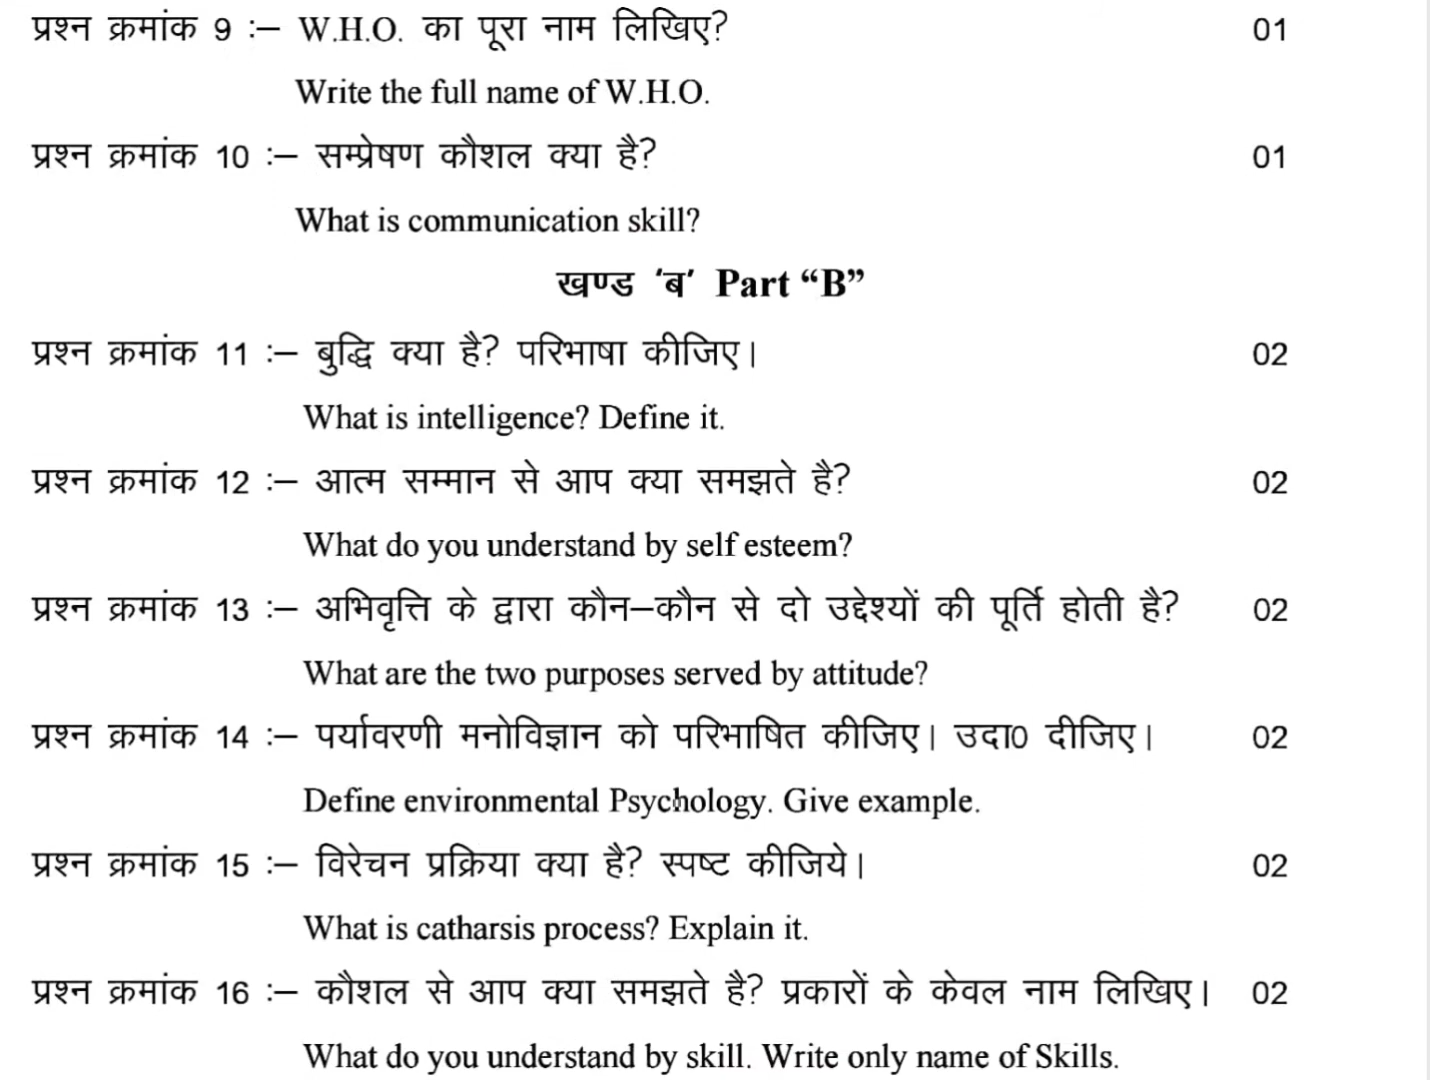 प्रश्न क्रमांक 9 :– W.H.O. का पूरा नाम लिखिए? 01
Write the full name of W.H.O.
प्रश्न क्रमांक 10 :– सम्प्रेषण कौशल क्या है? 01
What is communication skill?
खण्ड ‘ब’ Part “B”
प्रश्न क्रमांक 11 :– बुद्धि क्या है? परिभाषा कीजिए। 02
What is intelligence? Define it.
प्रश्न क्रमांक 12 :– आत्म सम्मान से आप क्या समझते है? 02
What do you understand by self esteem?
प्रश्न क्रमांक 13 :– अभिवृत्ति के द्वारा कौन–कौन से दो उद्देश्यों की पूर्ति होती है? 02
What are the two purposes served by attitude?
प्रश्न क्रमांक 14 :– पर्यावरणी मनोविज्ञान को परिभाषित कीजिए। उदा0 दीजिए। 02
Define environmental Psychology. Give example.
प्रश्न क्रमांक 15 :– विरेचन प्रक्रिया क्या है? स्पष्ट कीजिये। 02
What is catharsis process? Explain it.
प्रश्न क्रमांक 16 :– कौशल से आप क्या समझते है? प्रकारों के केवल नाम लिखिए। 02
What do you understand by skill. Write only name of Skills.